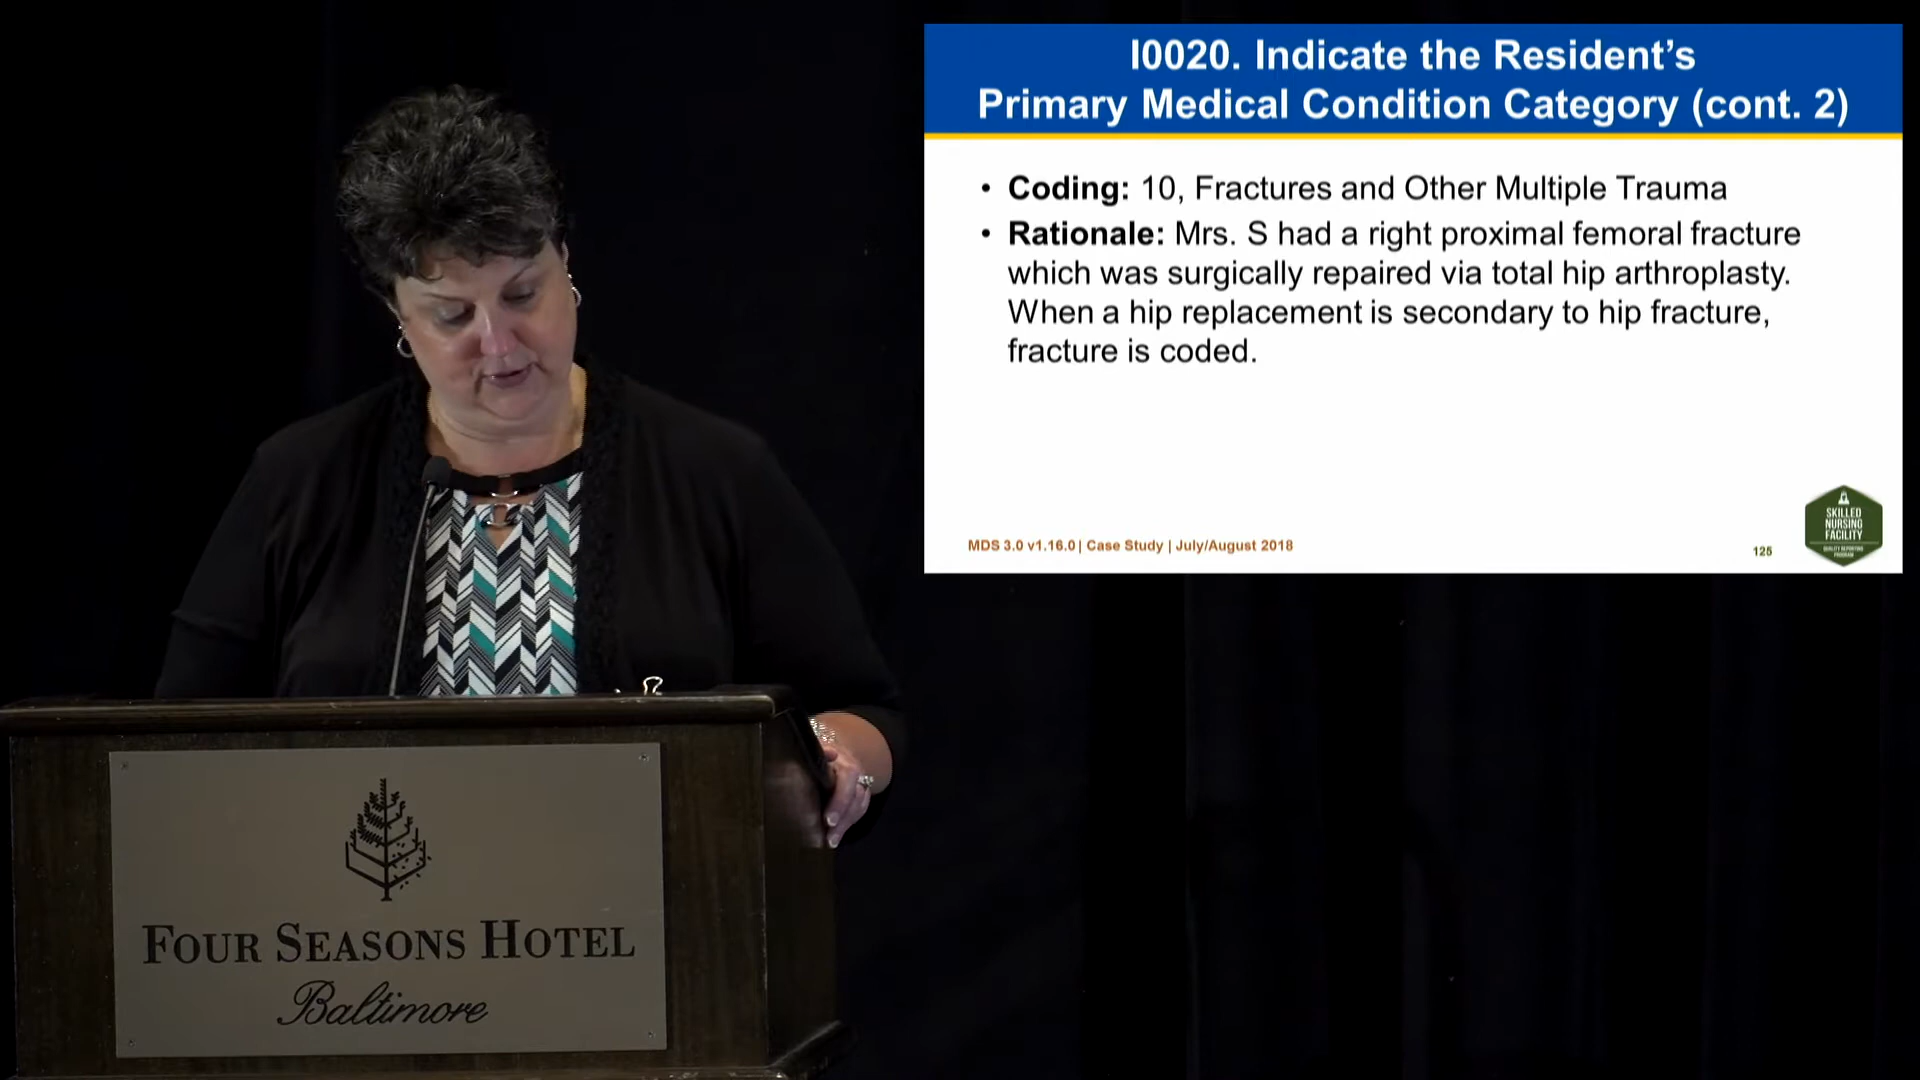 I0020. Indicate the Resident's
Primary Medical Condition Category (cont. 2)
• Coding: 10, Fractures and Other Multiple Trauma
• Rationale: Mrs. S had a right proximal femoral fracture
which was surgically repaired via total hip arthroplasty.
When a hip replacement is secondary to hip fracture,
fracture is coded.
MDS 3.0 v1.16.0 | Case Study | July/August 2018
125
SKILLED
NURSING
FACILITY
QUALITY REPORTING
PROGRAM
FOUR SEASONS HOTEL
Baltimore